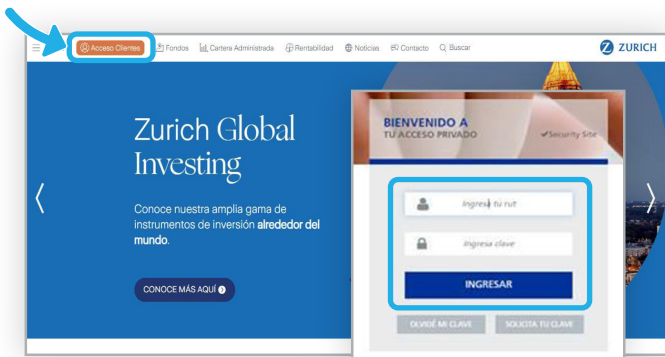 Acceso Clientes
Fondos
Cartera Administrada
Rentabilidad
Noticias
Contacto
Buscar
ZURICH
Zurich Global
Investing
Conoce nuestra amplia gama de
instrumentos de inversión alrededor del
mundo.
CONOCE MÁS AQUÍ
BIENVENIDO A
TU ACCESO PRIVADO
Security Site
Ingresa tu rut
Ingresa clave
INGRESAR
OLVIDÉ MI CLAVE
SOLICITA TU CLAVE